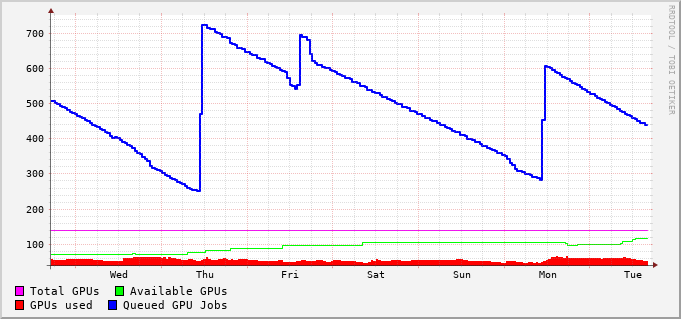 RRDTOOL / TOBI OETIKER
700
600
500
400
300
200
100
Wed Thu Fri Sat Sun Mon Tue
Total GPUs Available GPUs
GPUs used Queued GPU Jobs